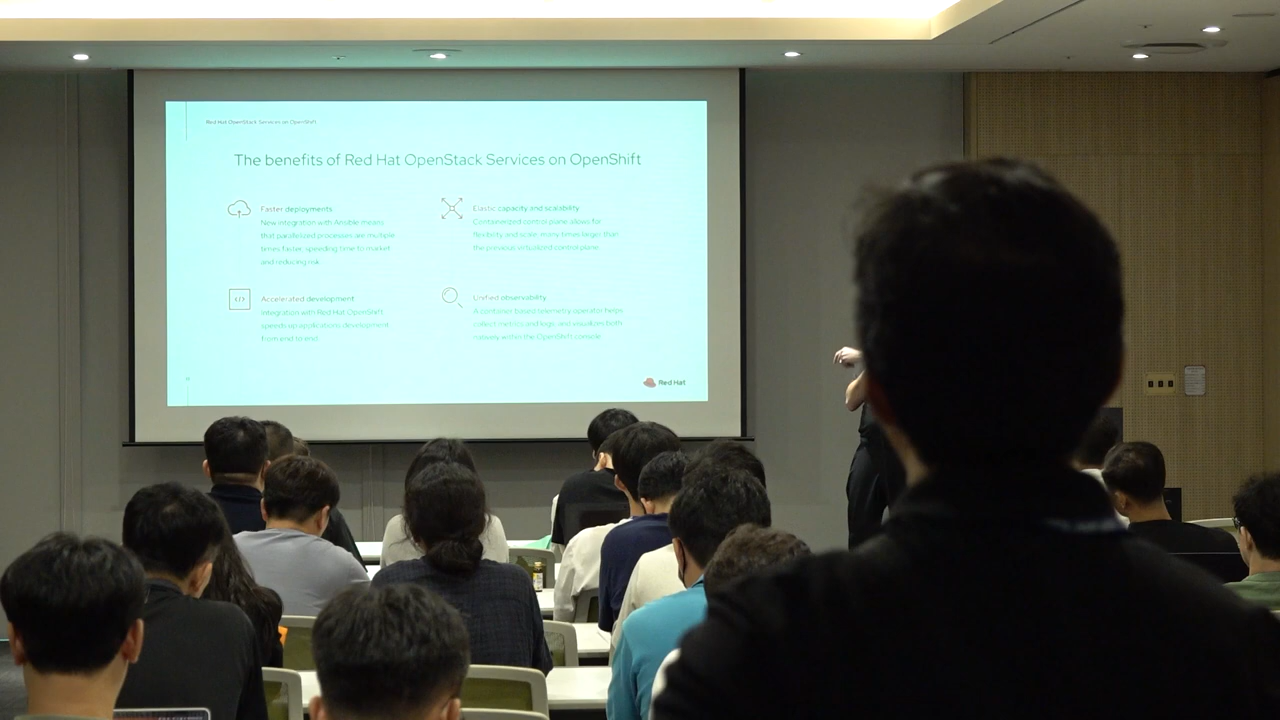 Red Hat OpenStack Services on OpenShift
The benefits of Red Hat OpenStack Services on OpenShift
Faster deployments
New integration with Ansible means
that parallelized processes are multiple
times faster, speeding time to market
and reducing risk.
Elastic capacity and scalability
Containerized control plane allows for
flexibility and scale, many times larger than
the previous virtualized control plane.
</>
Accelerated development
Integration with Red Hat OpenShift
speeds up applications development
from end to end.
Unified observability
A container based telemetry operator helps
collect metrics and logs, and visualizes both
natively within the OpenShift console.
Red Hat